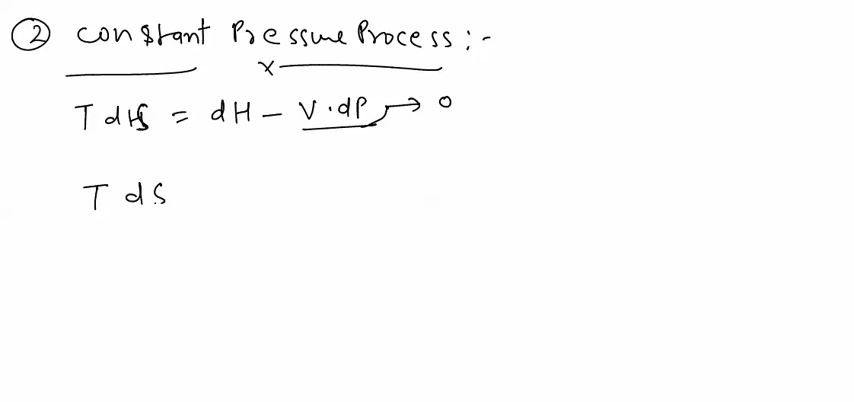 ② constant Pressure Process :-
T dS = dH - V.dP → 0
T dS